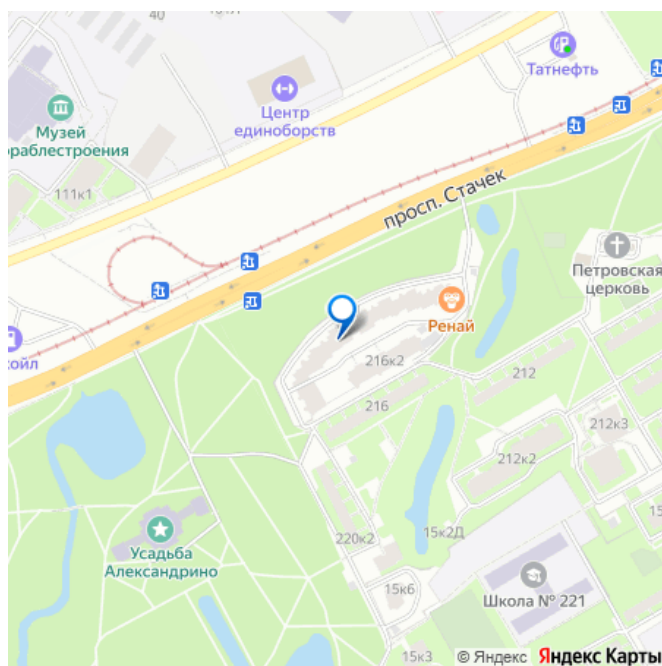 40
Татнефть
Центр
единоборств
Музей
ораблестроения
111к1
просп. Стачек
Петровская
церковь
Ренай
койл
216к2
212
216
212к3
212к2
220к2
15к2Д
Усадьба
Александрино
15к6
Школа № 221
15к3
© Яндекс Яндекс Карты